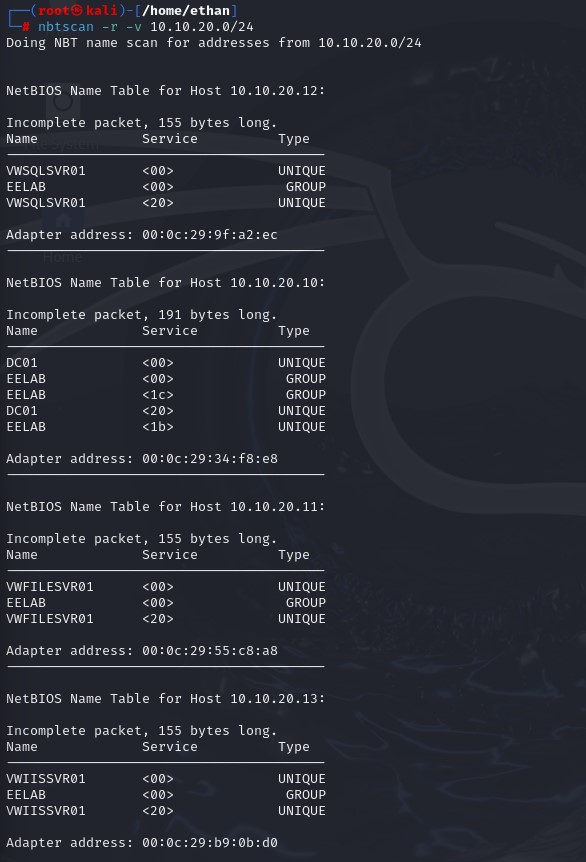 ┌──(root㉿kali)-[/home/ethan]
└─# nbtscan -r -v 10.10.20.0/24
Doing NBT name scan for addresses from 10.10.20.0/24
NetBIOS Name Table for Host 10.10.20.12:
Incomplete packet, 155 bytes long.
Name Service Type
VWSQLSVR01 <00> UNIQUE
EELAB <00> GROUP
VWSQLSVR01 <20> UNIQUE
Adapter address: 00:0c:29:9f:a2:ec
Home
NetBIOS Name Table for Host 10.10.20.10:
Incomplete packet, 191 bytes long.
Name Service Type
DC01 <00> UNIQUE
EELAB <00> GROUP
EELAB <1c> GROUP
DC01 <20> UNIQUE
EELAB <1b> UNIQUE
Adapter address: 00:0c:29:34:f8:e8
NetBIOS Name Table for Host 10.10.20.11:
Incomplete packet, 155 bytes long.
Name Service Type
VWFILESVR01 <00> UNIQUE
EELAB <00> GROUP
VWFILESVR01 <20> UNIQUE
Adapter address: 00:0c:29:55:c8:a8
NetBIOS Name Table for Host 10.10.20.13:
Incomplete packet, 155 bytes long.
Name Service Type
VWIISSVR01 <00> UNIQUE
EELAB <00> GROUP
VWIISSVR01 <20> UNIQUE
Adapter address: 00:0c:29:b9:0b:d0